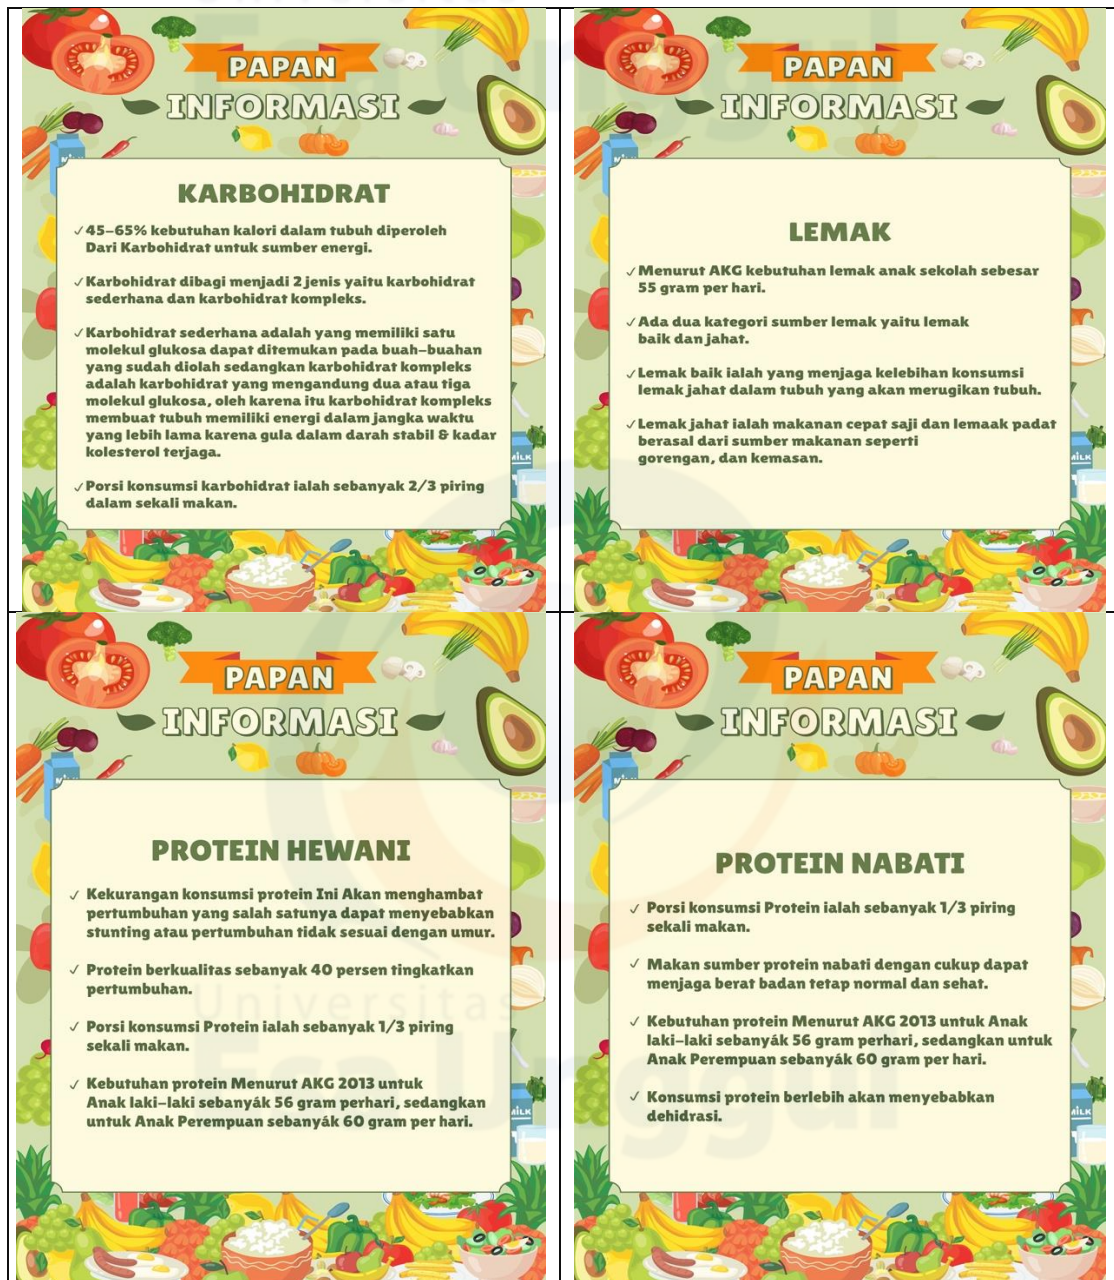 PAPAN
INFORMASI
KARBOHIDRAT
✓45-65% kebutuhan kalori dalam tubuh diperoleh
Dari Karbohidrat untuk sumber energi.
✓Karbohidrat dibagi menjadi 2 jenis yaitu karbohidrat
sederhana dan karbohidrat kompleks.
✓Karbohidrat sederhana adalah yang memiliki satu
molekul glukosa dapat ditemukan pada buah-buahan
yang sudah diolah sedangkan karbohidrat kompleks
adalah karbohidrat yang mengandung dua atau tiga
molekul glukosa, oleh karena itu karbohidrat kompleks
membuat tubuh memiliki energi dalam jangka waktu
yang lebih lama karena gula dalam darah stabil & kadar
kolesterol terjaga.
✓Porsi konsumsi karbohidrat ialah sebanyak 2/3 piring
dalam sekali makan.
MILK
PAPAN
INFORMASI
LEMAK
✓Menurut AKG kebutuhan lemak anak sekolah sebesar
55 gram per hari.
✓Ada dua kategori sumber lemak yaitu lemak
baik dan jahat.
✓Lemak baik ialah yang menjaga kelebihan konsumsi
lemak jahat dalam tubuh yang akan merugikan tubuh.
✓Lemak jahat ialah makanan cepat saji dan lemaak padat
berasal dari sumber makanan seperti
gorengan, dan kemasan.
MILK
PAPAN
INFORMASI
PROTEIN HEWANI
✓ Kekurangan konsumsi protein Ini Akan menghambat
pertumbuhan yang salah satunya dapat menyebabkan
stunting atau pertumbuhan tidak sesuai dengan umur.
✓ Protein berkualitas sebanyak 40 persen tingkatkan
pertumbuhan.
✓ Porsi konsumsi Protein ialah sebanyak 1/3 piring
sekali makan.
✓ Kebutuhan protein Menurut AKG 2013 untuk
Anak laki-laki sebanyák 56 gram perhari, sedangkan
untuk Anak Perempuan sebanyák 60 gram per hari.
MILK
PAPAN
INFORMASI
PROTEIN NABATI
✓ Porsi konsumsi Protein ialah sebanyak 1/3 piring
sekali makan.
✓ Makan sumber protein nabati dengan cukup dapat
menjaga berat badan tetap normal dan sehat.
✓ Kebutuhan protein Menurut AKG 2013 untuk Anak
laki-laki sebanyák 56 gram perhari, sedangkan untuk
Anak Perempuan sebanyák 60 gram per hari.
✓ Konsumsi protein berlebih akan menyebabkan
dehidrasi.
MILK
Universitas
Esa Unggul